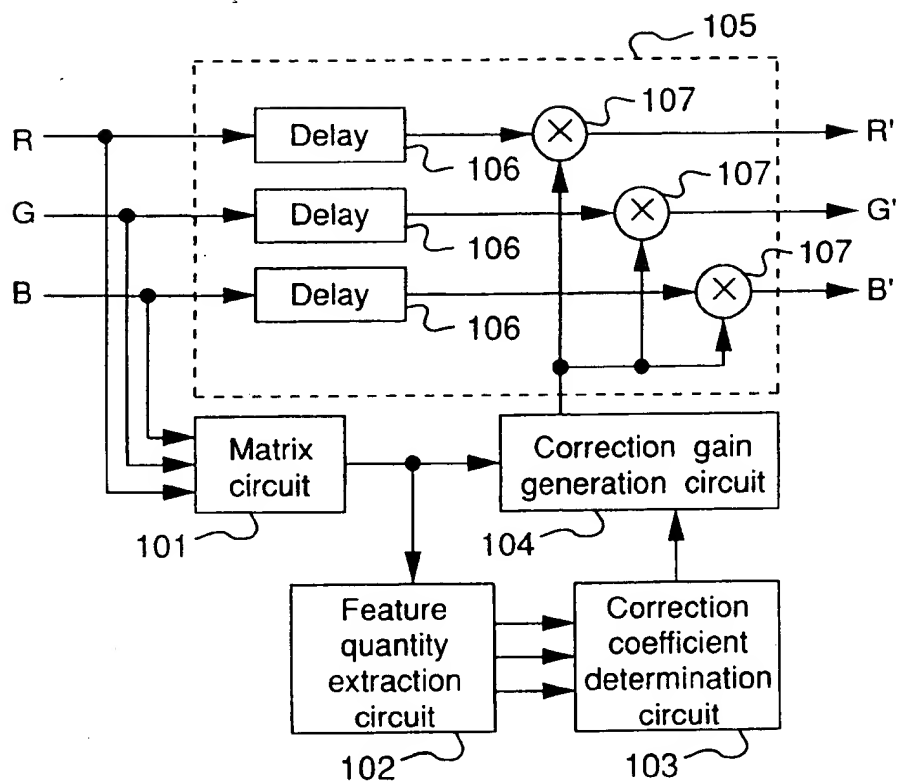 105
107
R
Delay
R'
106
107
G
Delay
G'
106
107
B
Delay
B'
106
Matrix
circuit
101
Correction gain
generation circuit
104
Feature
quantity
extraction
circuit
102
Correction
coefficient
determination
circuit
103